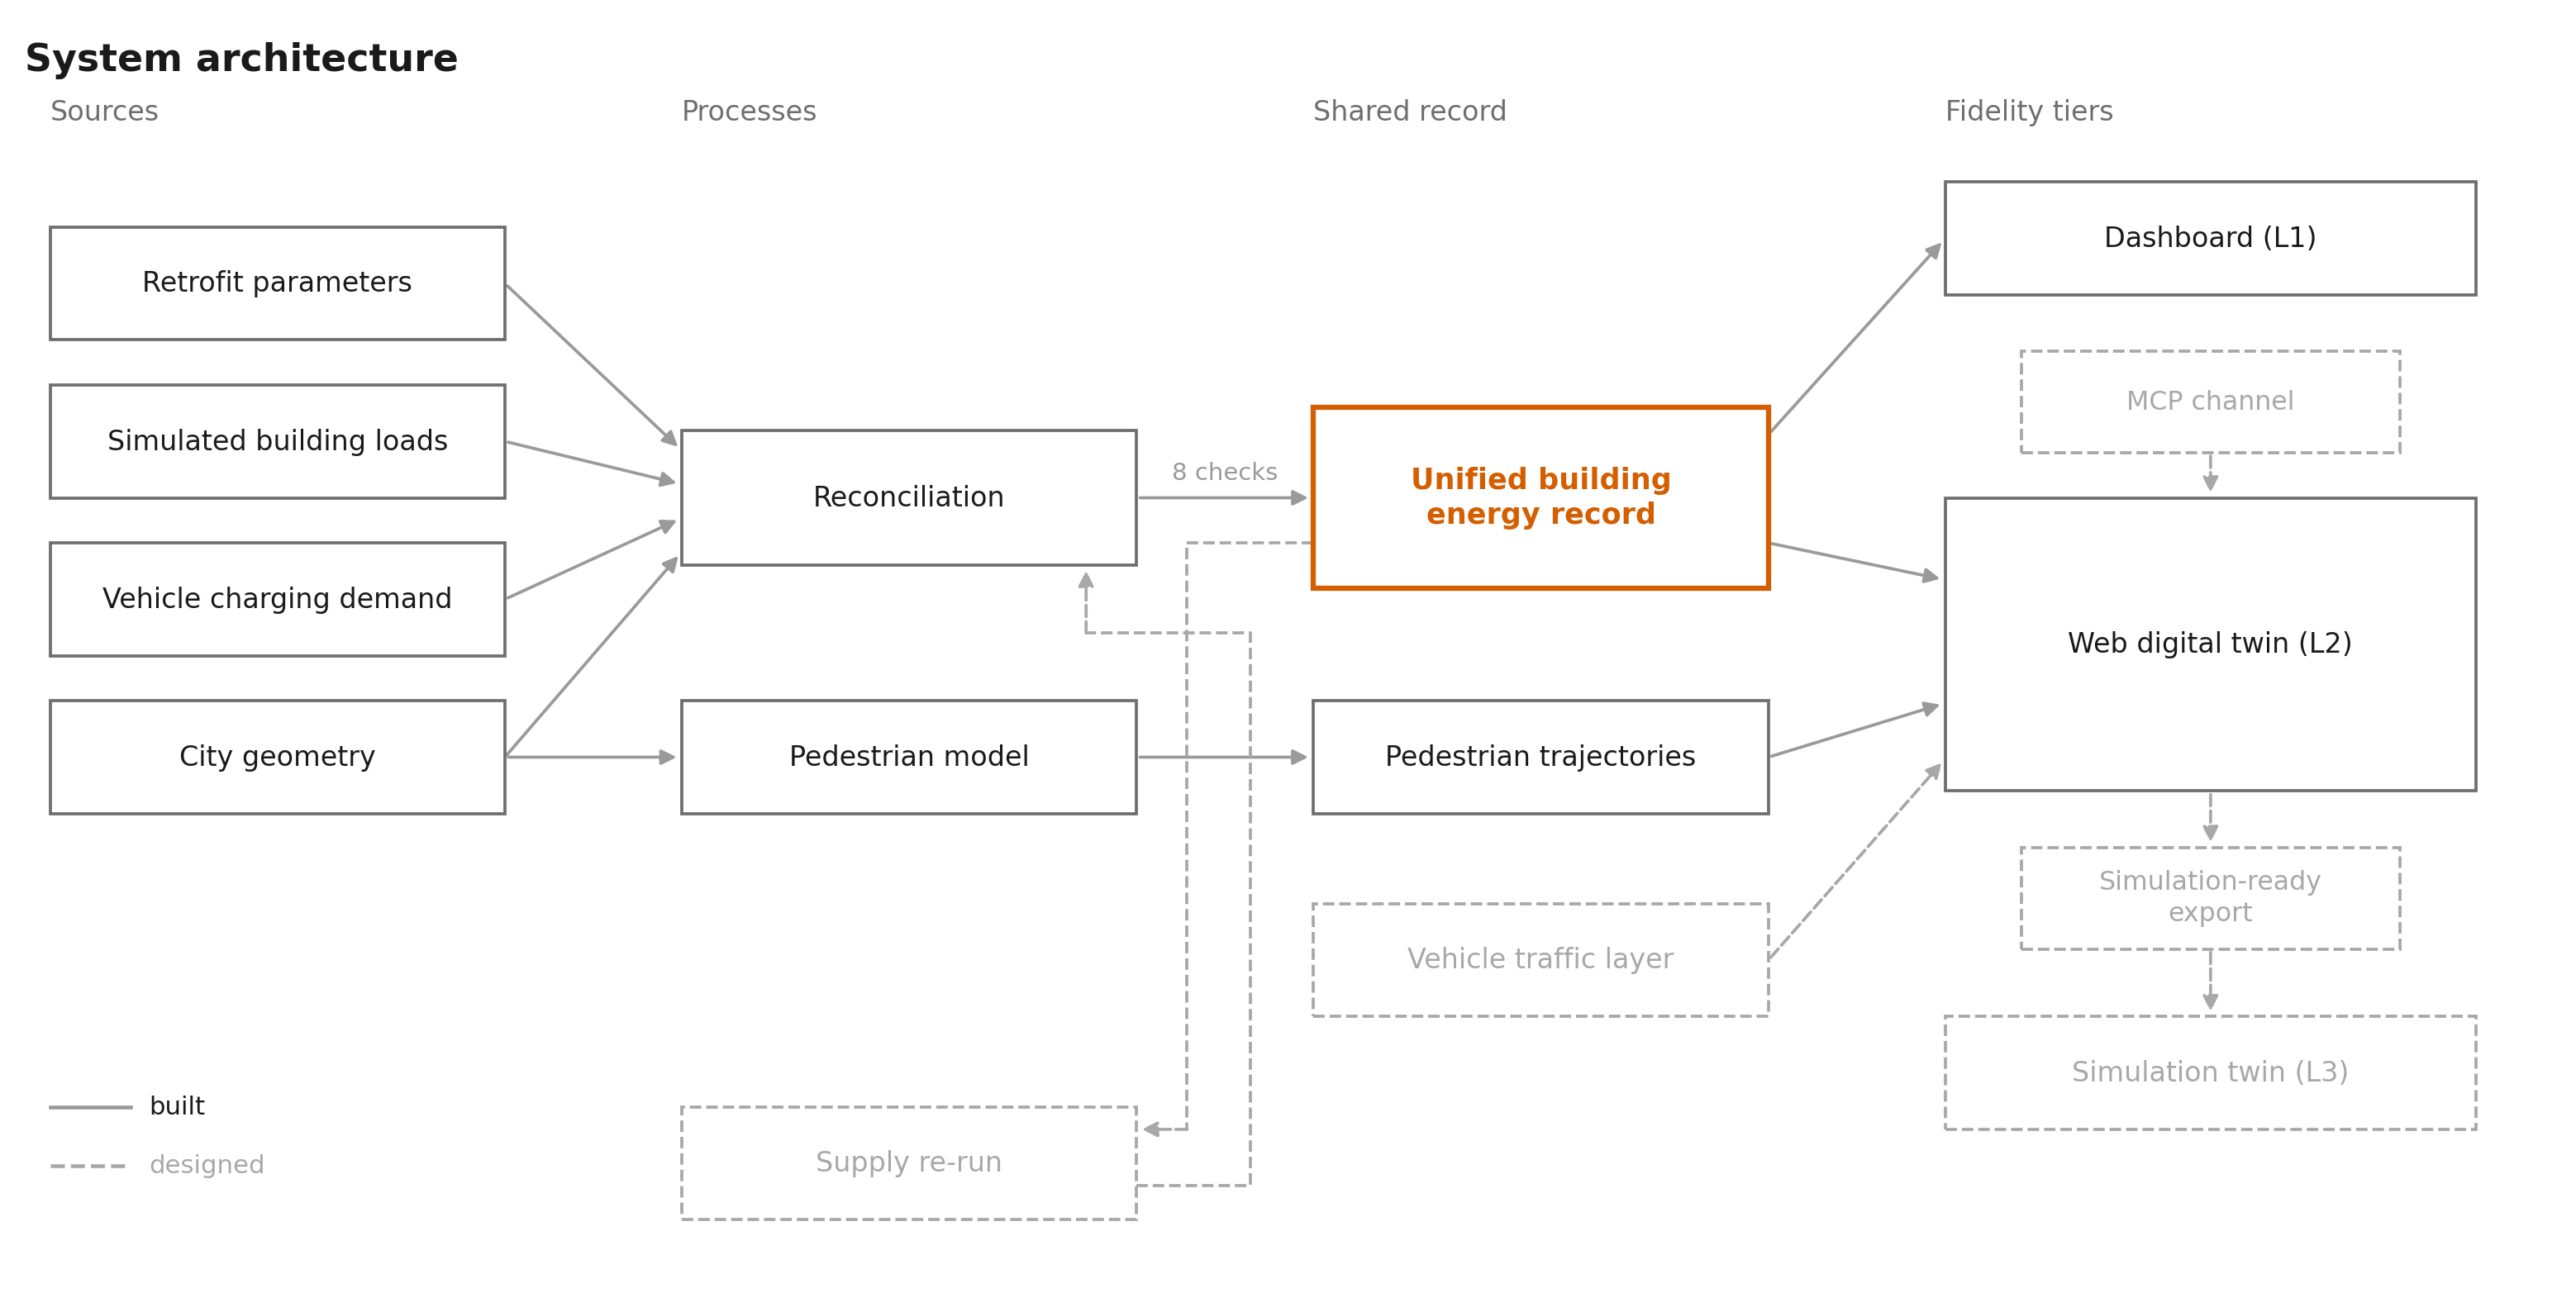 System architecture
Sources
Processes
Shared record
Fidelity tiers
Retrofit parameters
Simulated building loads
Vehicle charging demand
City geometry
Reconciliation
8 checks
Pedestrian model
Supply re-run
Unified building
energy record
Pedestrian trajectories
Vehicle traffic layer
Dashboard (L1)
MCP channel
Web digital twin (L2)
Simulation-ready
export
Simulation twin (L3)
built
designed